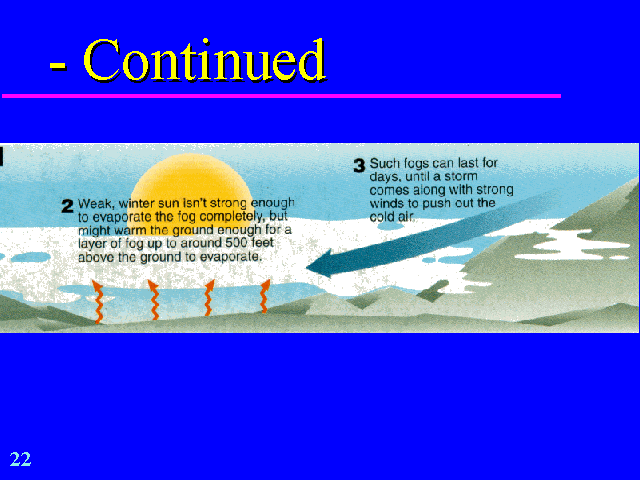 - Continued
2 Weak, winter sun isn't strong enough
to evaporate the fog completely, but
might warm the ground enough for a
layer of fog up to around 500 feet
above the ground to evaporate.
3 Such fogs can last for
days, until a storm
comes along with strong
winds to push out the
cold air.
22